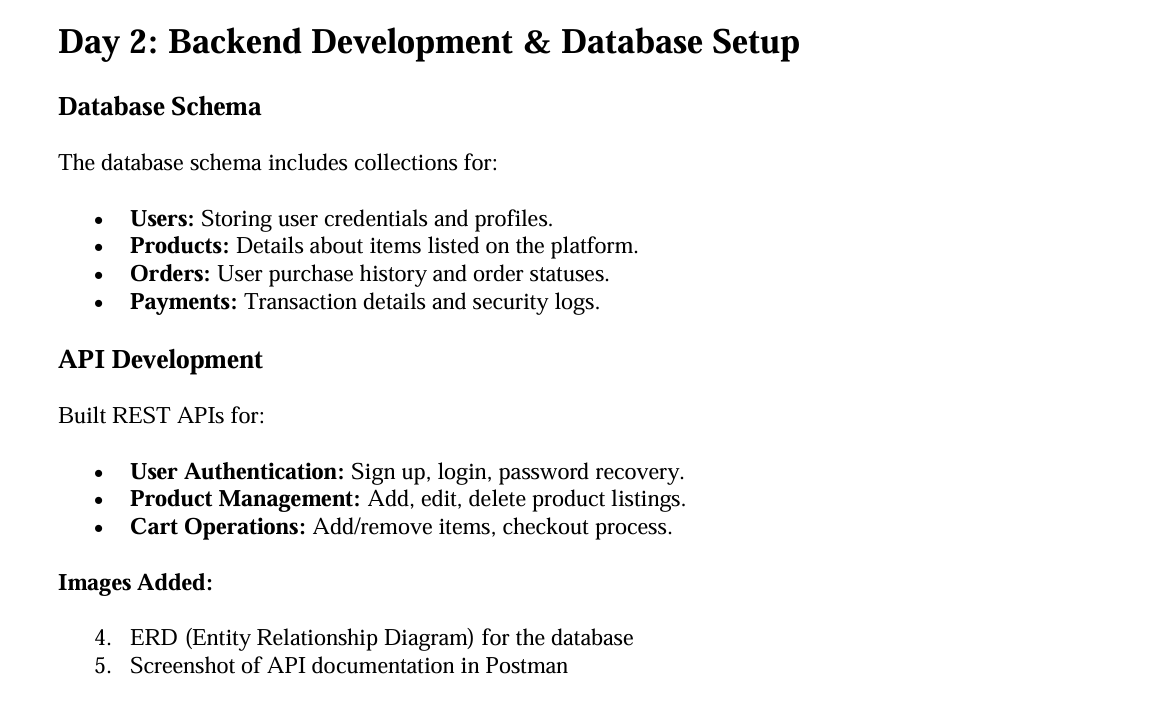 Day 2: Backend Development & Database Setup
Database Schema
The database schema includes collections for:
• Users: Storing user credentials and profiles.
• Products: Details about items listed on the platform.
• Orders: User purchase history and order statuses.
• Payments: Transaction details and security logs.
API Development
Built REST APIs for:
• User Authentication: Sign up, login, password recovery.
• Product Management: Add, edit, delete product listings.
• Cart Operations: Add/remove items, checkout process.
Images Added:
4. ERD (Entity Relationship Diagram) for the database
5. Screenshot of API documentation in Postman